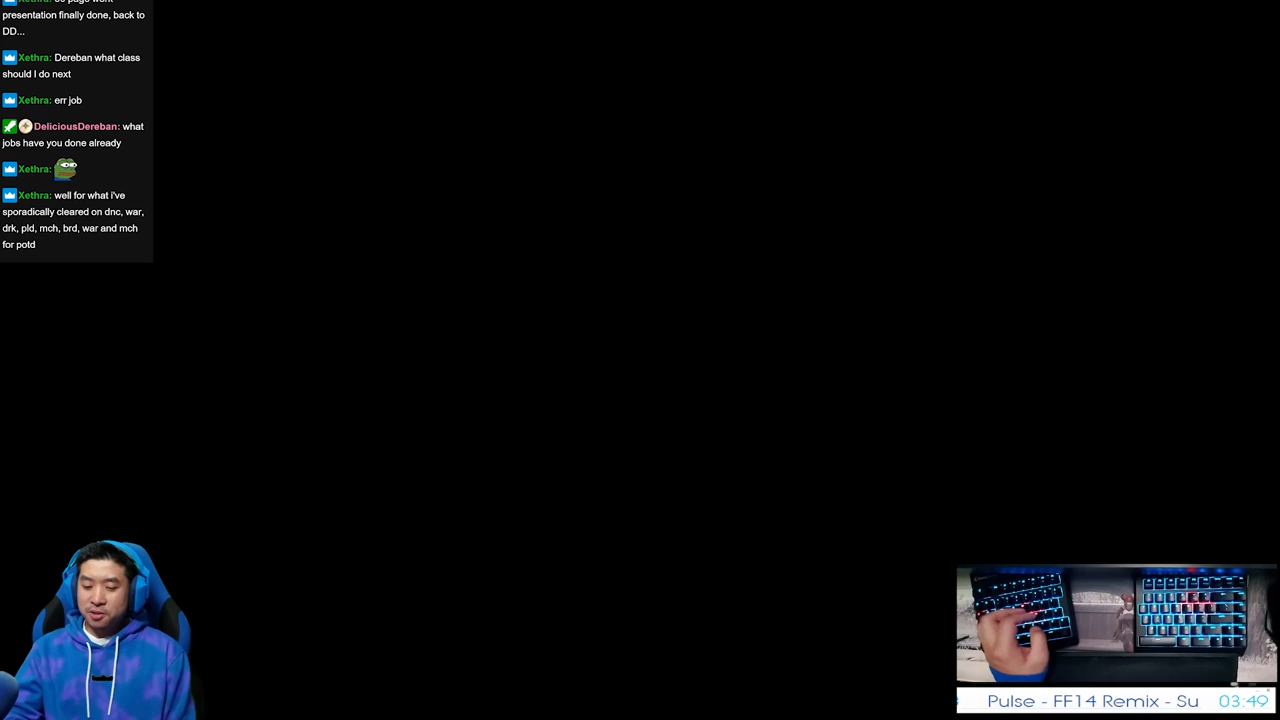 presentation finally done, back to
DD...
Xethra: Dereban what class
should I do next
Xethra: err job
DeliciousDereban: what
jobs have you done already
Xethra:
Xethra: well for what i've
sporadically cleared on dnc, war,
drk, pld, mch, brd, war and mch
for potd
Pulse - FF14 Remix - Su 03:49